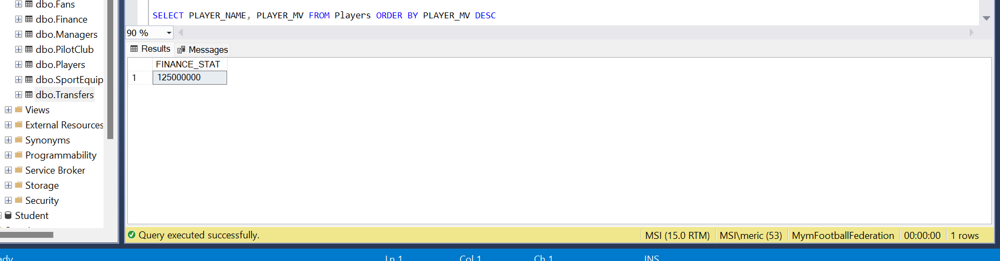 dbo.Fans
dbo.Finance
dbo.Managers
dbo.PilotClub
dbo.Players
dbo.SportEquip
dbo.Transfers
Views
External Resources
Synonyms
Programmability
Service Broker
Storage
Security
Student
SELECT PLAYER_NAME, PLAYER_MV FROM Players ORDER BY PLAYER_MV DESC
90 %
Results Messages
FINANCE_STAT
1 125000000
Query executed successfully. MSI (15.0 RTM) MSI\meric (53) MymFootballFederation 00:00:00 1 rows
Ln 1 Col 1 Ch 1 INS